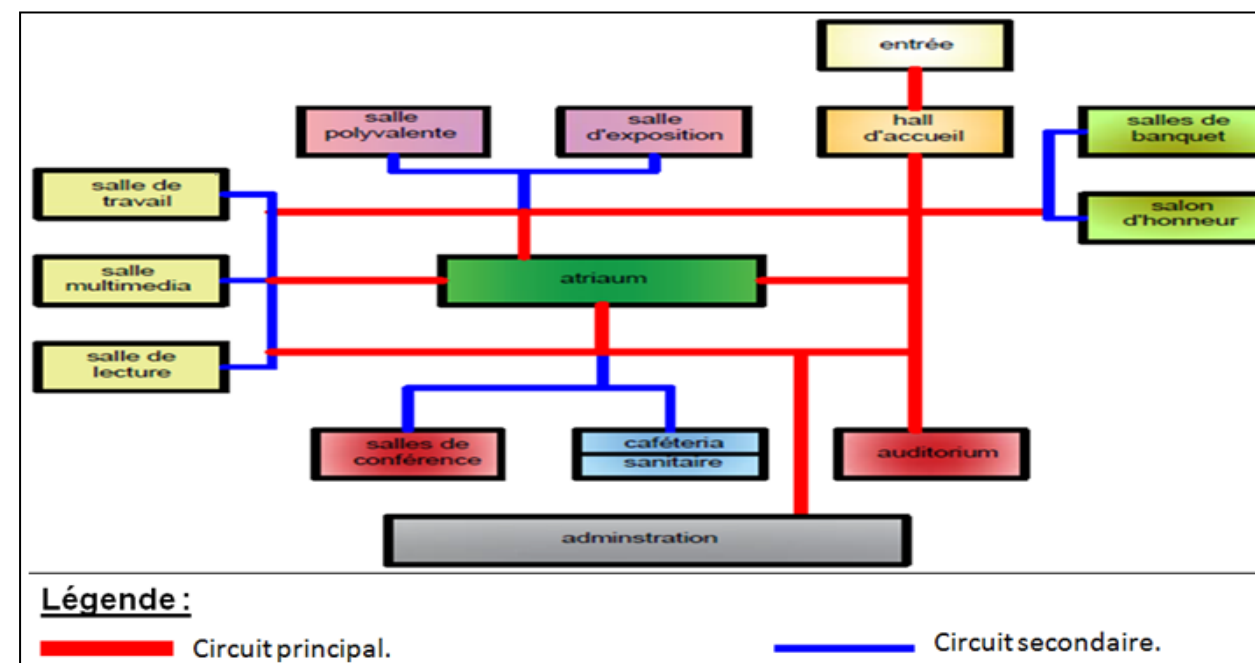 entrée
salle
polyvalente
salle
d'exposition
hall
d'accueil
salles de
banquet
salle de
travail
salon
d'honneur
salle
multimedia
atriaum
salle de
lecture
salles de
conférence
caféteria
sanitaire
auditorium
adminstration
Légende :
Circuit principal.
Circuit secondaire.